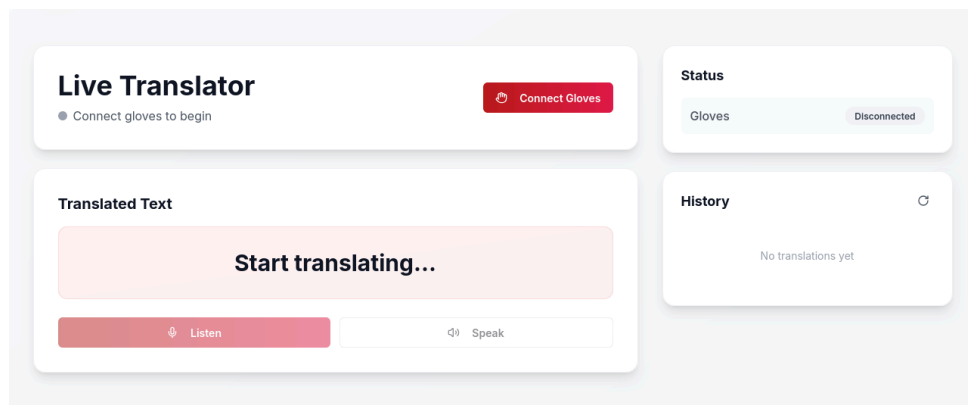 Live Translator
Connect gloves to begin
Connect Gloves
Translated Text
Start translating...
Listen
Speak
Status
Gloves
Disconnected
History
No translations yet